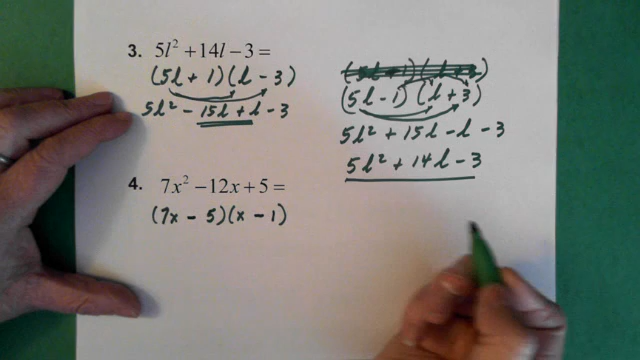 3. 5l² + 14l − 3 =
(5l + 1)(l − 3)
5l² − 15l + l − 3
(5l − 1)(l + 3)
5l² + 15l − l − 3
5l² + 14l − 3
4. 7x² − 12x + 5 =
(7x − 5)(x − 1)